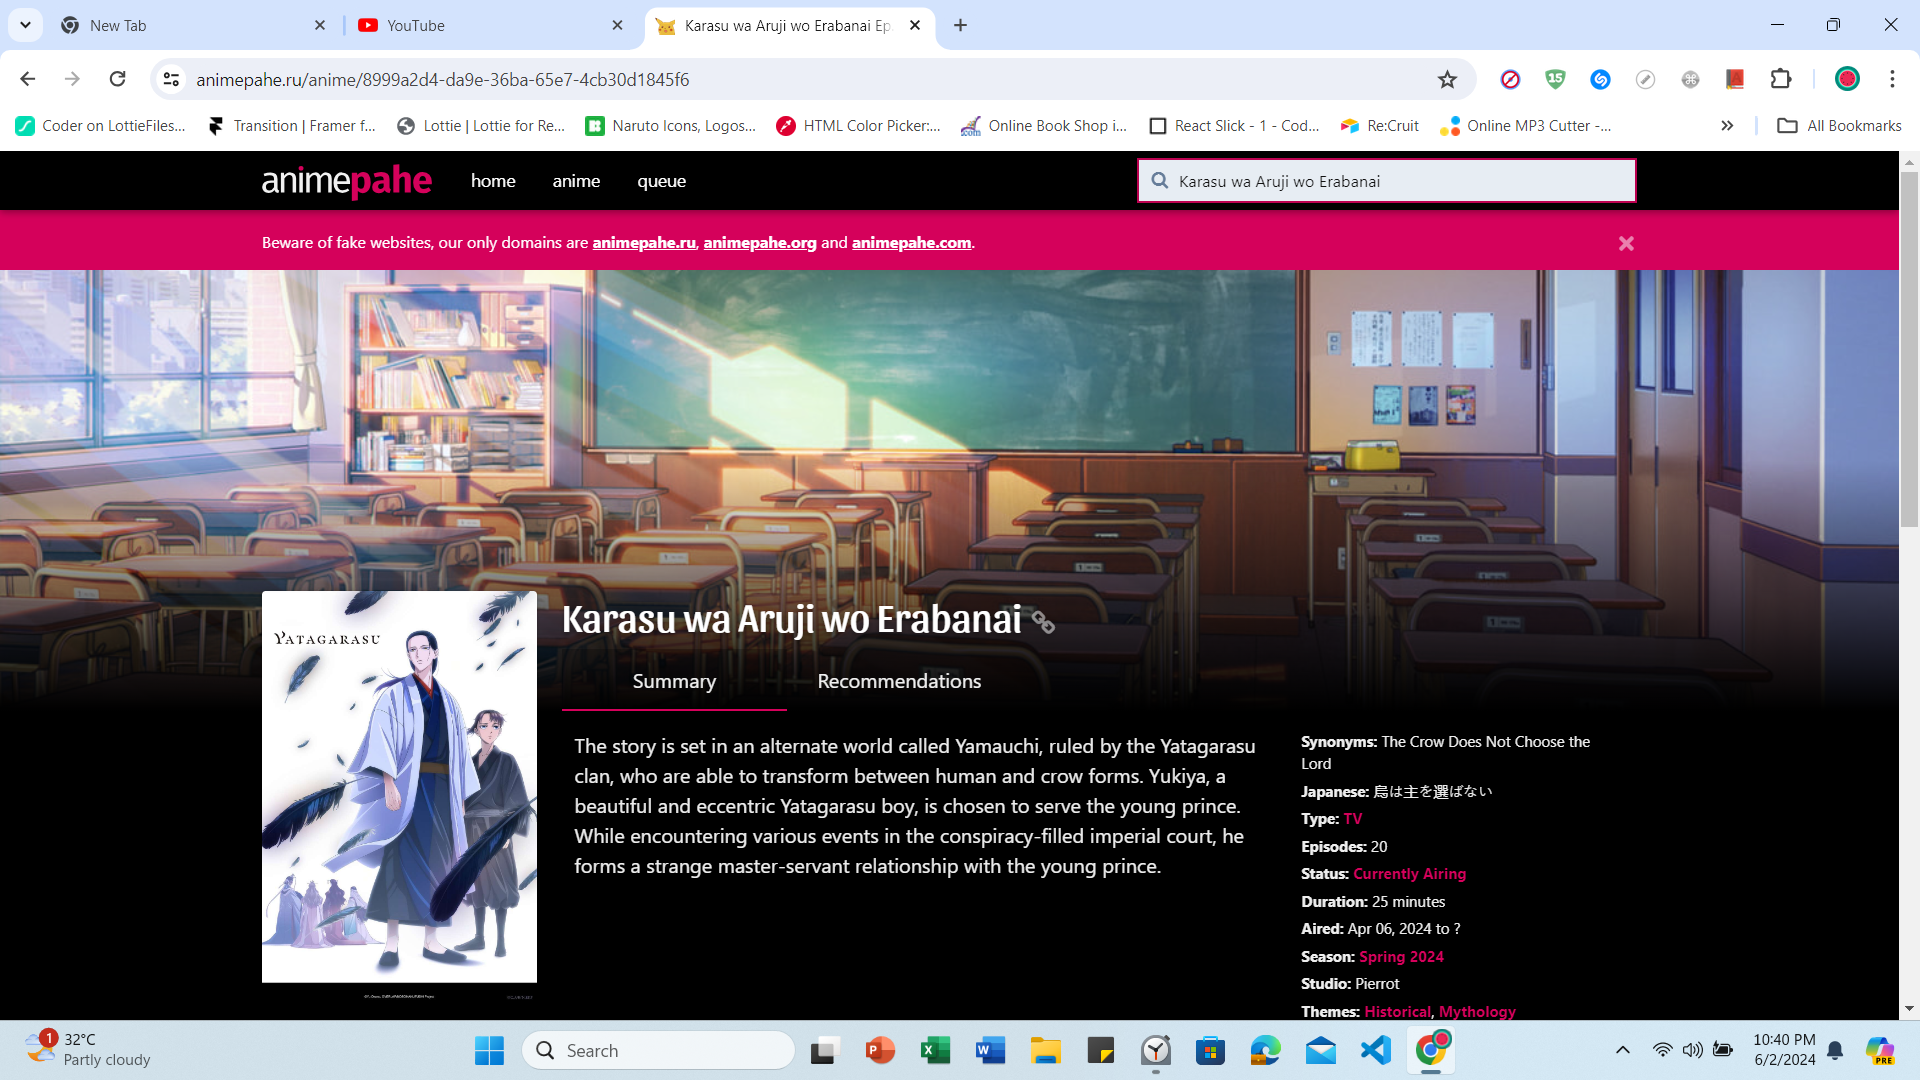 New Tab
YouTube
Karasu wa Aruji wo Erabanai Ep.
animepahe.ru/anime/8999a2d4-da9e-36ba-65e7-4cb30d1845f6
15
Coder on LottieFiles...
Transition | Framer f...
Lottie | Lottie for Re...
Naruto Icons, Logos...
HTML Color Picker:...
Online Book Shop i...
React Slick - 1 - Cod...
Re:Cruit
Online MP3 Cutter -...
All Bookmarks
animepahe
home
anime
queue
Karasu wa Aruji wo Erabanai
Beware of fake websites, our only domains are animepahe.ru, animepahe.org and animepahe.com.
YATAGARASU
Karasu wa Aruji wo Erabanai
Summary
Recommendations
The story is set in an alternate world called Yamauchi, ruled by the Yatagarasu
clan, who are able to transform between human and crow forms. Yukiya, a
beautiful and eccentric Yatagarasu boy, is chosen to serve the young prince.
While encountering various events in the conspiracy-filled imperial court, he
forms a strange master-servant relationship with the young prince.
Synonyms: The Crow Does Not Choose the
Lord
Japanese: 烏は主を選ばない
Type: TV
Episodes: 20
Status: Currently Airing
Duration: 25 minutes
Aired: Apr 06, 2024 to ?
Season: Spring 2024
Studio: Pierrot
Themes: Historical, Mythology
1
32°C
Partly cloudy
Search
10:40 PM
6/2/2024
PRE